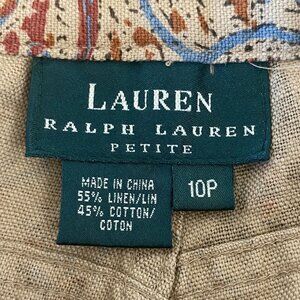 LAUREN
RALPH LAUREN
PETITE
MADE IN CHINA
55% LINEN/LIN
45% COTTON/
COTON
10P